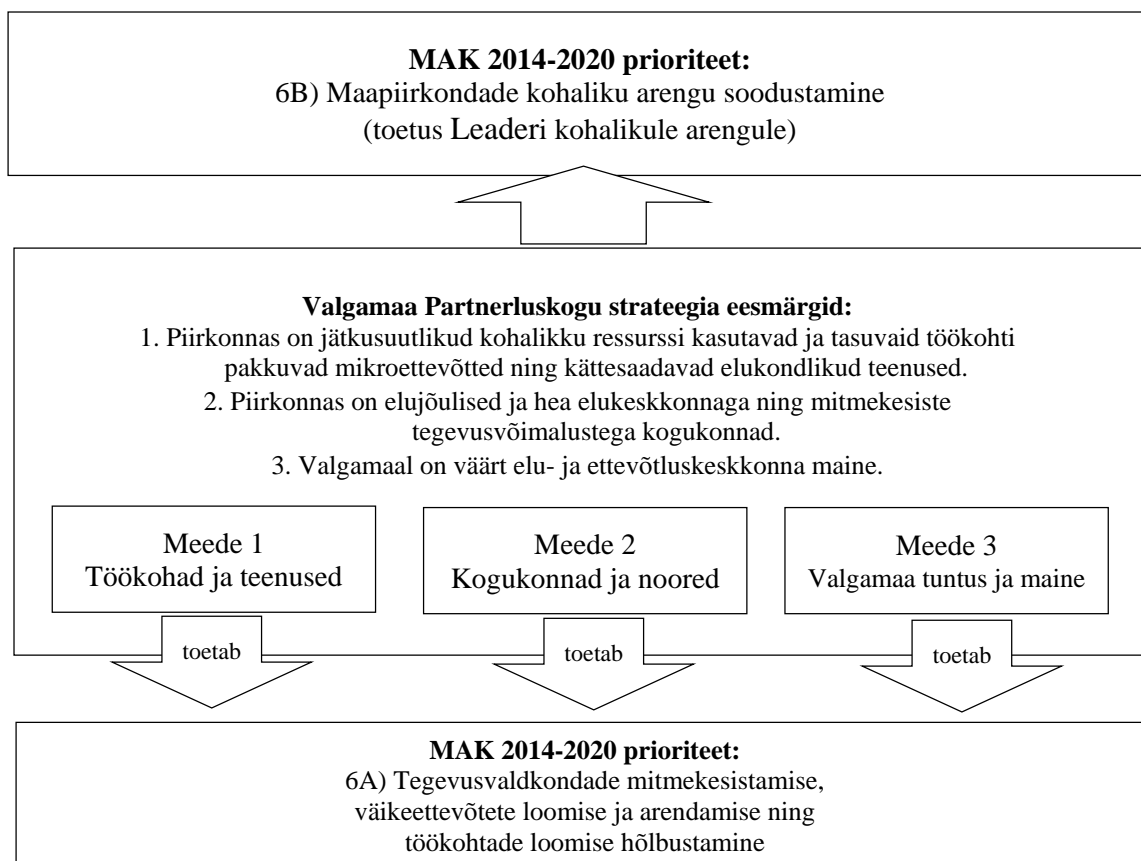 MAK 2014-2020 prioriteet:
6B) Maapiirkondade kohaliku arengu soodustamine
(toetus Leaderi kohalikule arengule)
Valgamaa Partnerluskogu strateegia eesmärgid:
1. Piirkonnas on jätkusuutlikud kohalikku ressurssi kasutavad ja tasuvaid töökohti
pakkuvad mikroettevõtted ning kättesaadavad elukondlikud teenused.
2. Piirkonnas on elujõulised ja hea elukeskkonnaga ning mitmekesiste
tegevusvõimalustega kogukonnad.
3. Valgamaal on väärt elu- ja ettevõtluskeskkonna maine.
Meede 1
Töökohad ja teenused
Meede 2
Kogukonnad ja noored
Meede 3
Valgamaa tuntus ja maine
toetab
toetab
toetab
MAK 2014-2020 prioriteet:
6A) Tegevusvaldkondade mitmekesistamise,
väikeettevõtete loomise ja arendamise ning
töökohtade loomise hõlbustamine